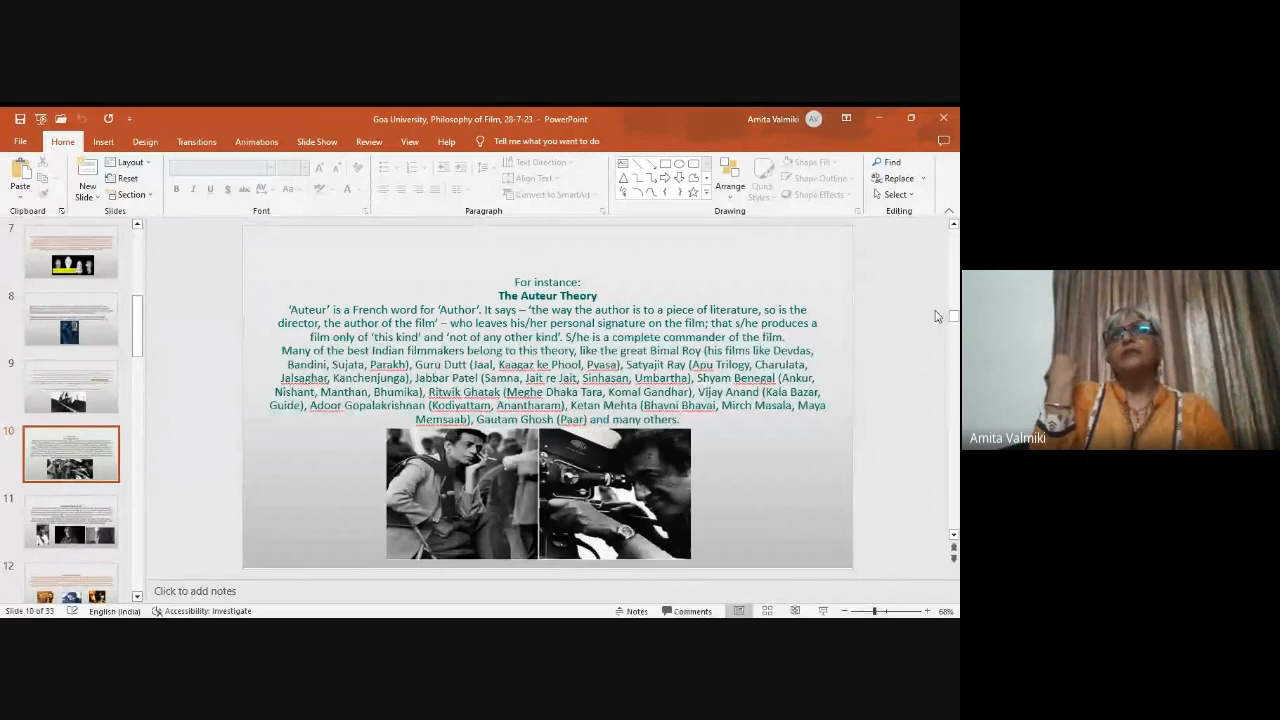 Goa University, Philosophy of Film, 28-7-23 - PowerPoint
Amita Valmiki
AV
File
Home
Insert
Design
Transitions
Animations
Slide Show
Review
View
Help
Tell me what you want to do
Paste
New
Slide
Layout
Reset
Section
Text Direction
Align Text
Convert to SmartArt
Arrange
Quick
Styles
Shape Fill
Shape Outline
Shape Effects
Find
Replace
Select
Clipboard
Slides
Font
Paragraph
Drawing
Editing
7
8
9
10
11
12
For instance:
The Auteur Theory
‘Auteur’ is a French word for ‘Author’. It says – ‘the way the author is to a piece of literature, so is the
director, the author of the film’ – who leaves his/her personal signature on the film; that s/he produces a
film only of ‘this kind’ and ‘not of any other kind’. S/he is a complete commander of the film.
Many of the best Indian filmmakers belong to this theory, like the great Bimal Roy (his films like Devdas,
Bandini, Sujata, Parakh), Guru Dutt (Jaal, Kaagaz ke Phool, Pyasa), Satyajit Ray (Apu Trilogy, Charulata,
Jalsaghar, Kanchenjunga), Jabbar Patel (Samna, Jait re Jait, Sinhasan, Umbartha), Shyam Benegal (Ankur,
Nishant, Manthan, Bhumika), Ritwik Ghatak (Meghe Dhaka Tara, Komal Gandhar), Vijay Anand (Kala Bazar,
Guide), Adoor Gopalakrishnan (Kodiyattam, Anantharam), Ketan Mehta (Bhavni Bhavai, Mirch Masala, Maya
Memsaab), Gautam Ghosh (Paar) and many others.
Amita Valmiki
Click to add notes
Slide 10 of 33
English (India)
Accessibility: Investigate
Notes
Comments
68%